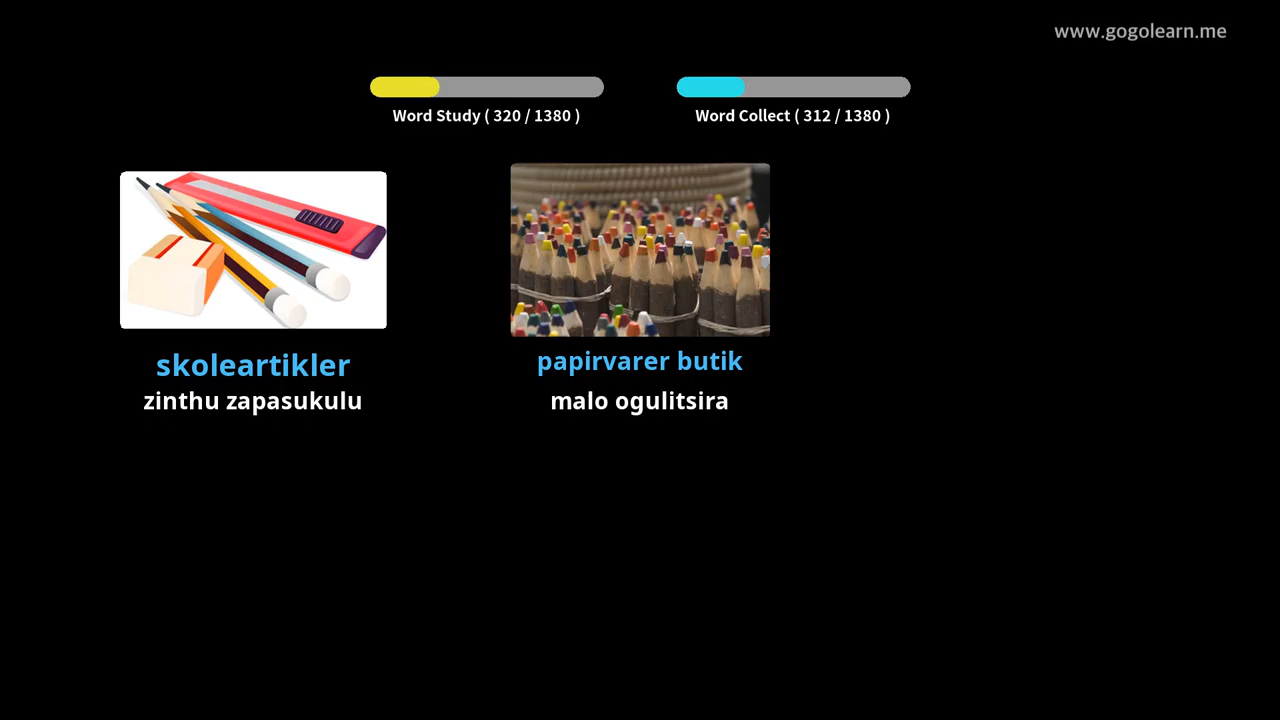 www.gogolearn.me
Word Study ( 320 / 1380 )
Word Collect ( 312 / 1380 )
skoleartikler
zinthu zapasukulu
papirvarer butik
malo ogulitsira